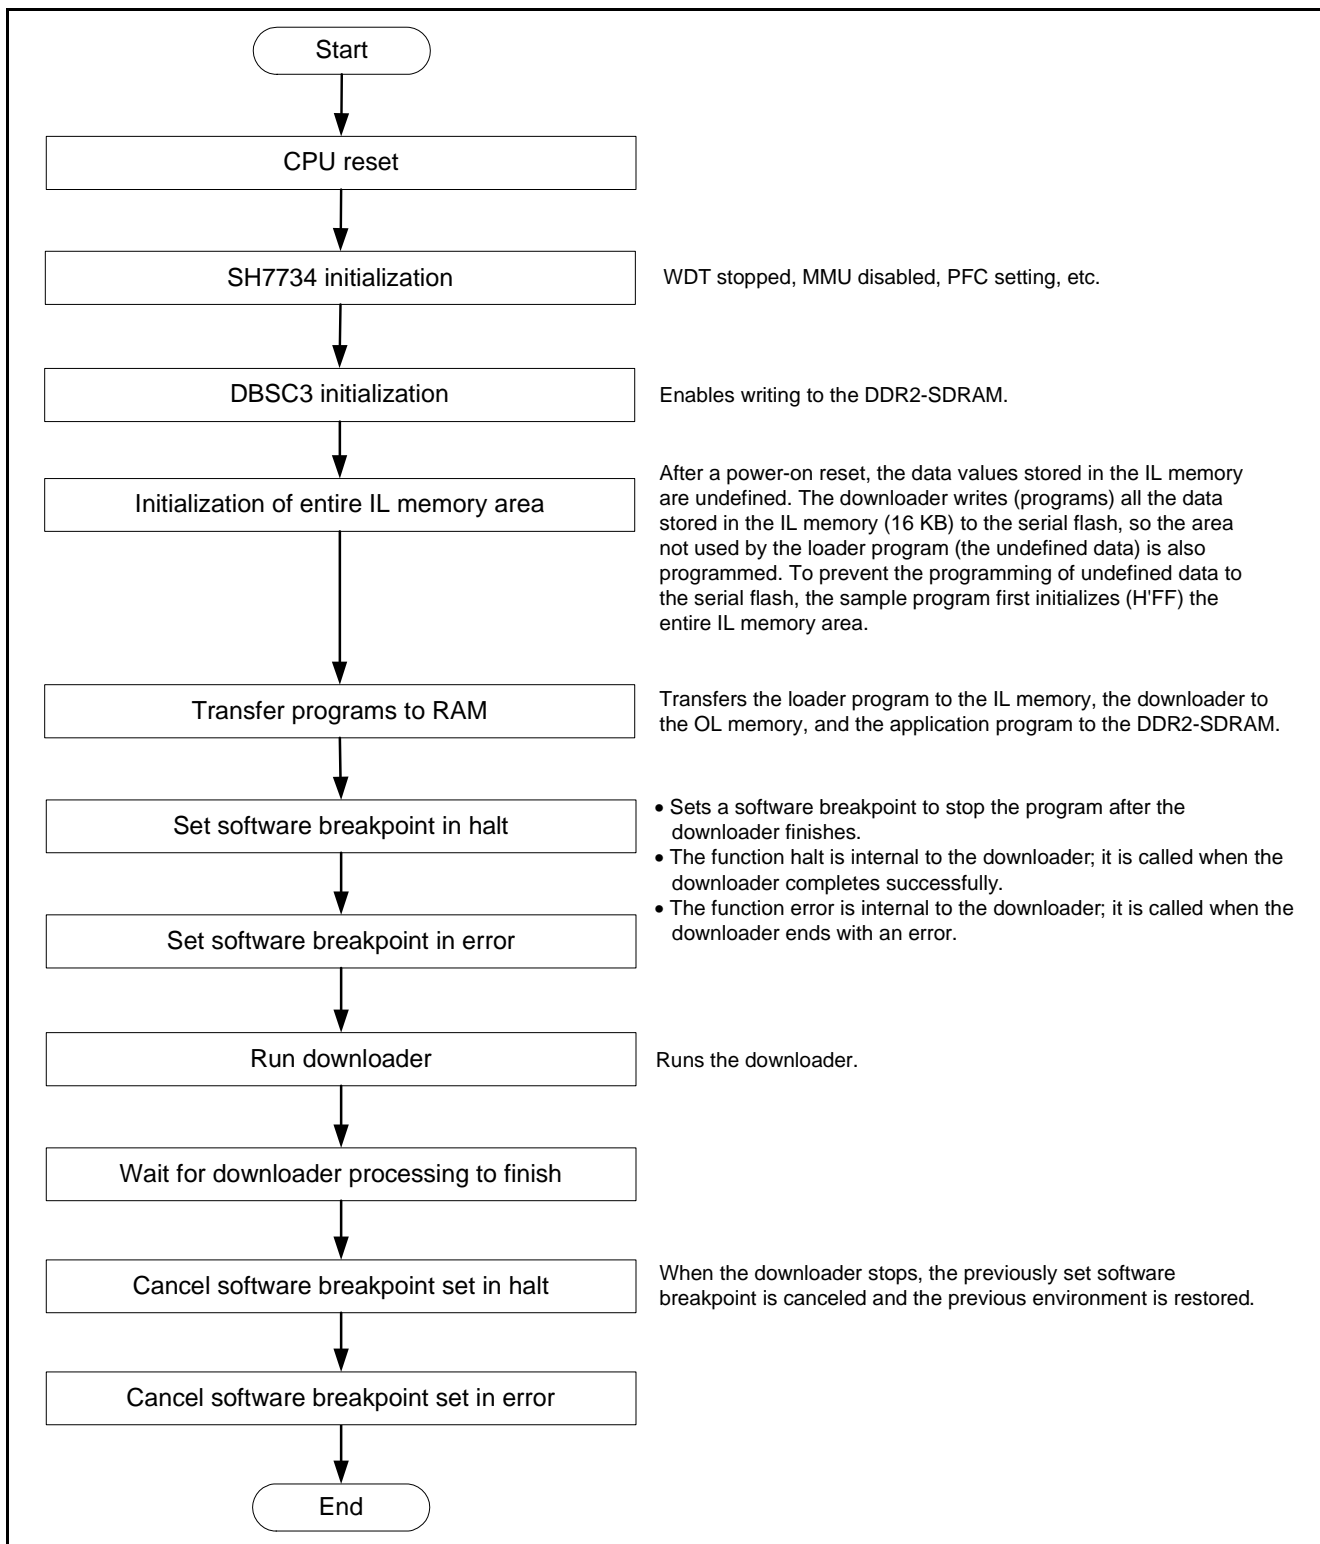 Start
CPU reset
SH7734 initialization
WDT stopped, MMU disabled, PFC setting, etc.
DBSC3 initialization
Enables writing to the DDR2-SDRAM.
Initialization of entire IL memory area
After a power-on reset, the data values stored in the IL memory
are undefined. The downloader writes (programs) all the data
stored in the IL memory (16 KB) to the serial flash, so the area
not used by the loader program (the undefined data) is also
programmed. To prevent the programming of undefined data to
the serial flash, the sample program first initializes (H'FF) the
entire IL memory area.
Transfer programs to RAM
Transfers the loader program to the IL memory, the downloader to
the OL memory, and the application program to the DDR2-SDRAM.
Set software breakpoint in halt
• Sets a software breakpoint to stop the program after the
downloader finishes.
• The function halt is internal to the downloader; it is called when the
downloader completes successfully.
• The function error is internal to the downloader; it is called when the
downloader ends with an error.
Set software breakpoint in error
Run downloader
Runs the downloader.
Wait for downloader processing to finish
Cancel software breakpoint set in halt
When the downloader stops, the previously set software
breakpoint is canceled and the previous environment is restored.
Cancel software breakpoint set in error
End